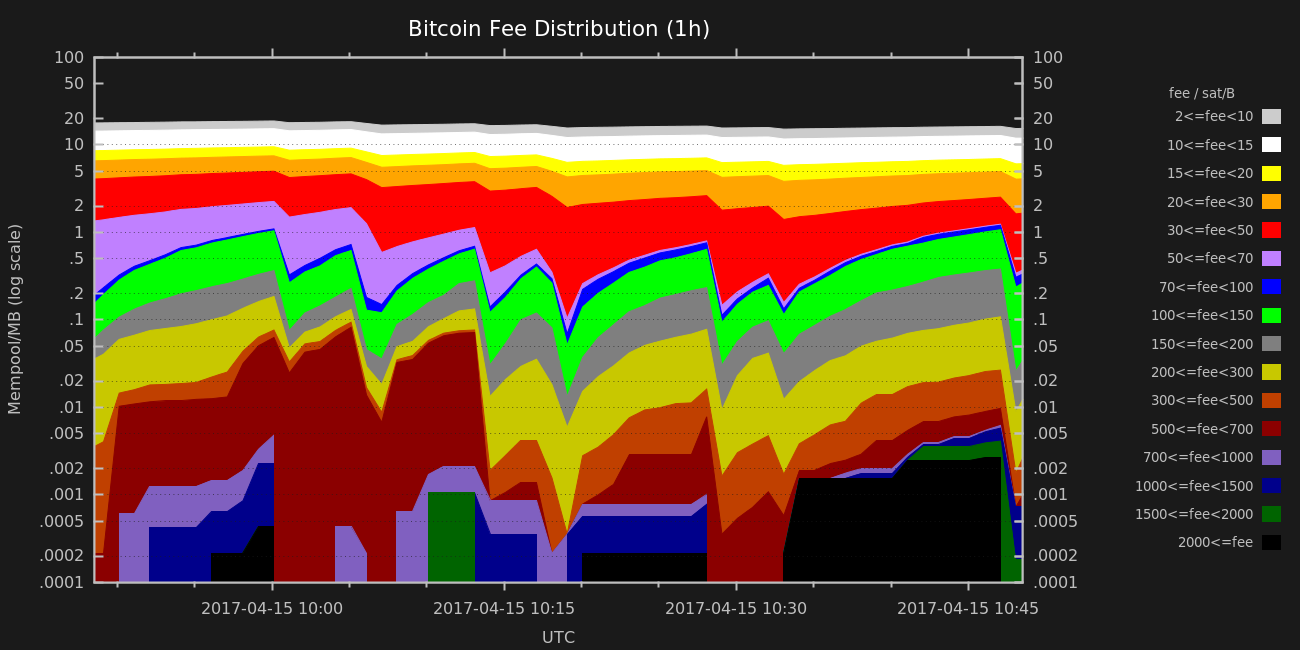 Bitcoin Fee Distribution (1h)
Mempool/MB (log scale)
100
50
20
10
5
2
1
.5
.2
.1
.05
.02
.01
.005
.002
.001
.0005
.0002
.0001
100
50
20
10
5
2
1
.5
.2
.1
.05
.02
.01
.005
.002
.001
.0005
.0002
.0001
2017-04-15 10:00
2017-04-15 10:15
2017-04-15 10:30
2017-04-15 10:45
UTC
fee / sat/B
2<=fee<10
10<=fee<15
15<=fee<20
20<=fee<30
30<=fee<50
50<=fee<70
70<=fee<100
100<=fee<150
150<=fee<200
200<=fee<300
300<=fee<500
500<=fee<700
700<=fee<1000
1000<=fee<1500
1500<=fee<2000
2000<=fee